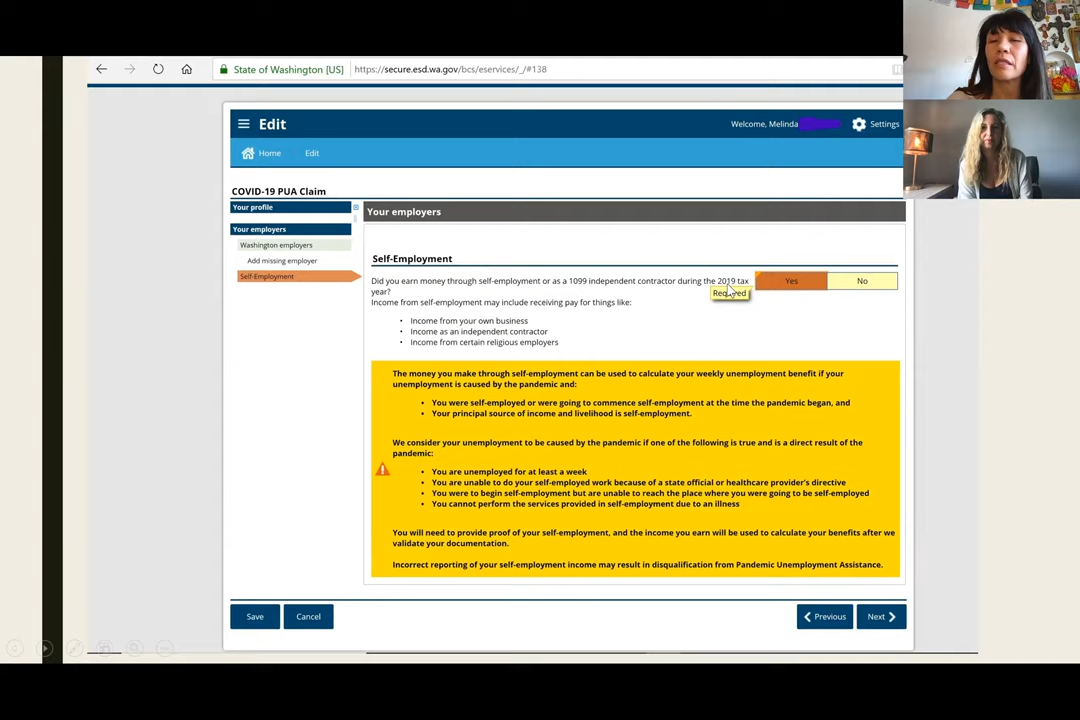 State of Washington [US] https://secure.esd.wa.gov/bcs/eservices/_/#138
Edit
Welcome, Melinda
Settings
Home Edit
COVID-19 PUA Claim
Your profile
Your employers
Washington employers
Add missing employer
Self-Employment
Your employers
Self-Employment
Did you earn money through self-employment or as a 1099 independent contractor during the 2019 tax
year?
Yes No
Required
Income from self-employment may include receiving pay for things like:
• Income from your own business
• Income as an independent contractor
• Income from certain religious employers
The money you make through self-employment can be used to calculate your weekly unemployment benefit if your
unemployment is caused by the pandemic and:
• You were self-employed or were going to commence self-employment at the time the pandemic began, and
• Your principal source of income and livelihood is self-employment.
We consider your unemployment to be caused by the pandemic if one of the following is true and is a direct result of the
pandemic:
• You are unemployed for at least a week
• You are unable to do your self-employed work because of a state official or healthcare provider's directive
• You were to begin self-employment but are unable to reach the place where you were going to be self-employed
• You cannot perform the services provided in self-employment due to an illness
You will need to provide proof of your self-employment, and the income you earn will be used to calculate your benefits after we
validate your documentation.
Incorrect reporting of your self-employment income may result in disqualification from Pandemic Unemployment Assistance.
Save Cancel Previous Next